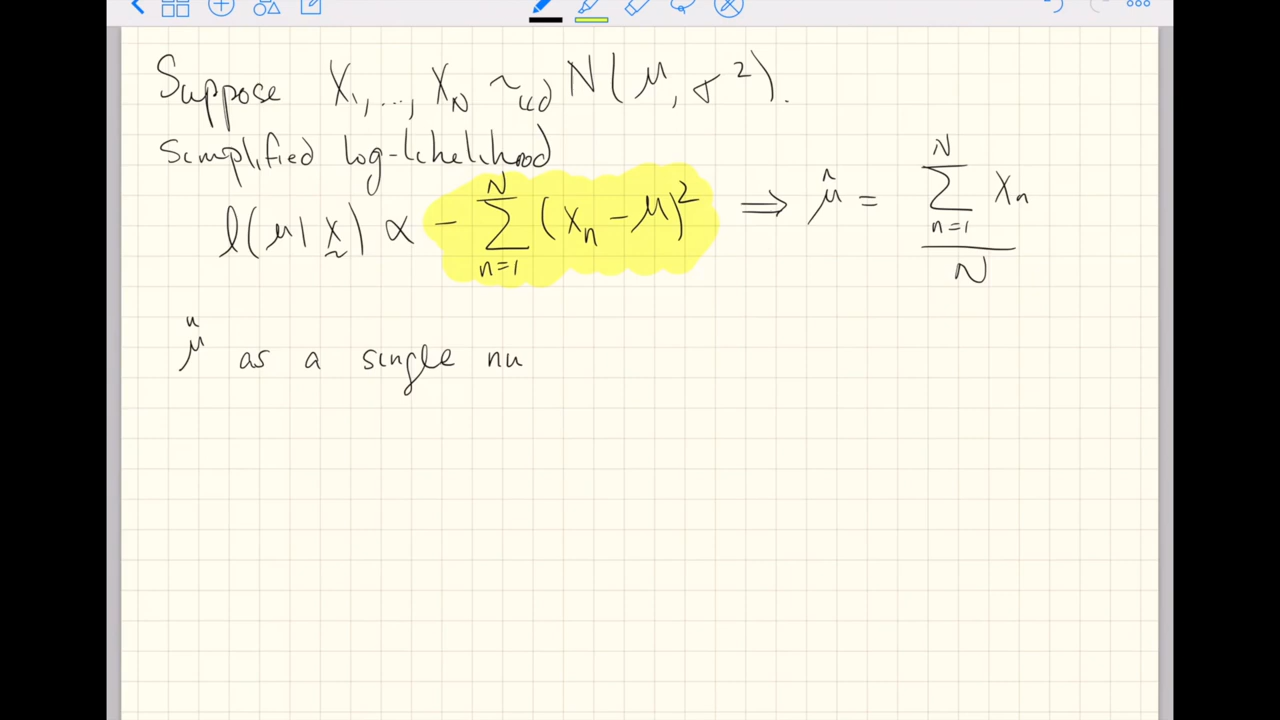 Suppose X₁, ..., X_N ~iid N(μ, σ²).
simplified log-likelihood
ℓ(μ | x̰) ∝ − ∑_{n=1}^{N} (x_n − μ)² ⟹ μ̂ = ∑_{n=1}^{N} x_n / N
μ̂ as a single nu